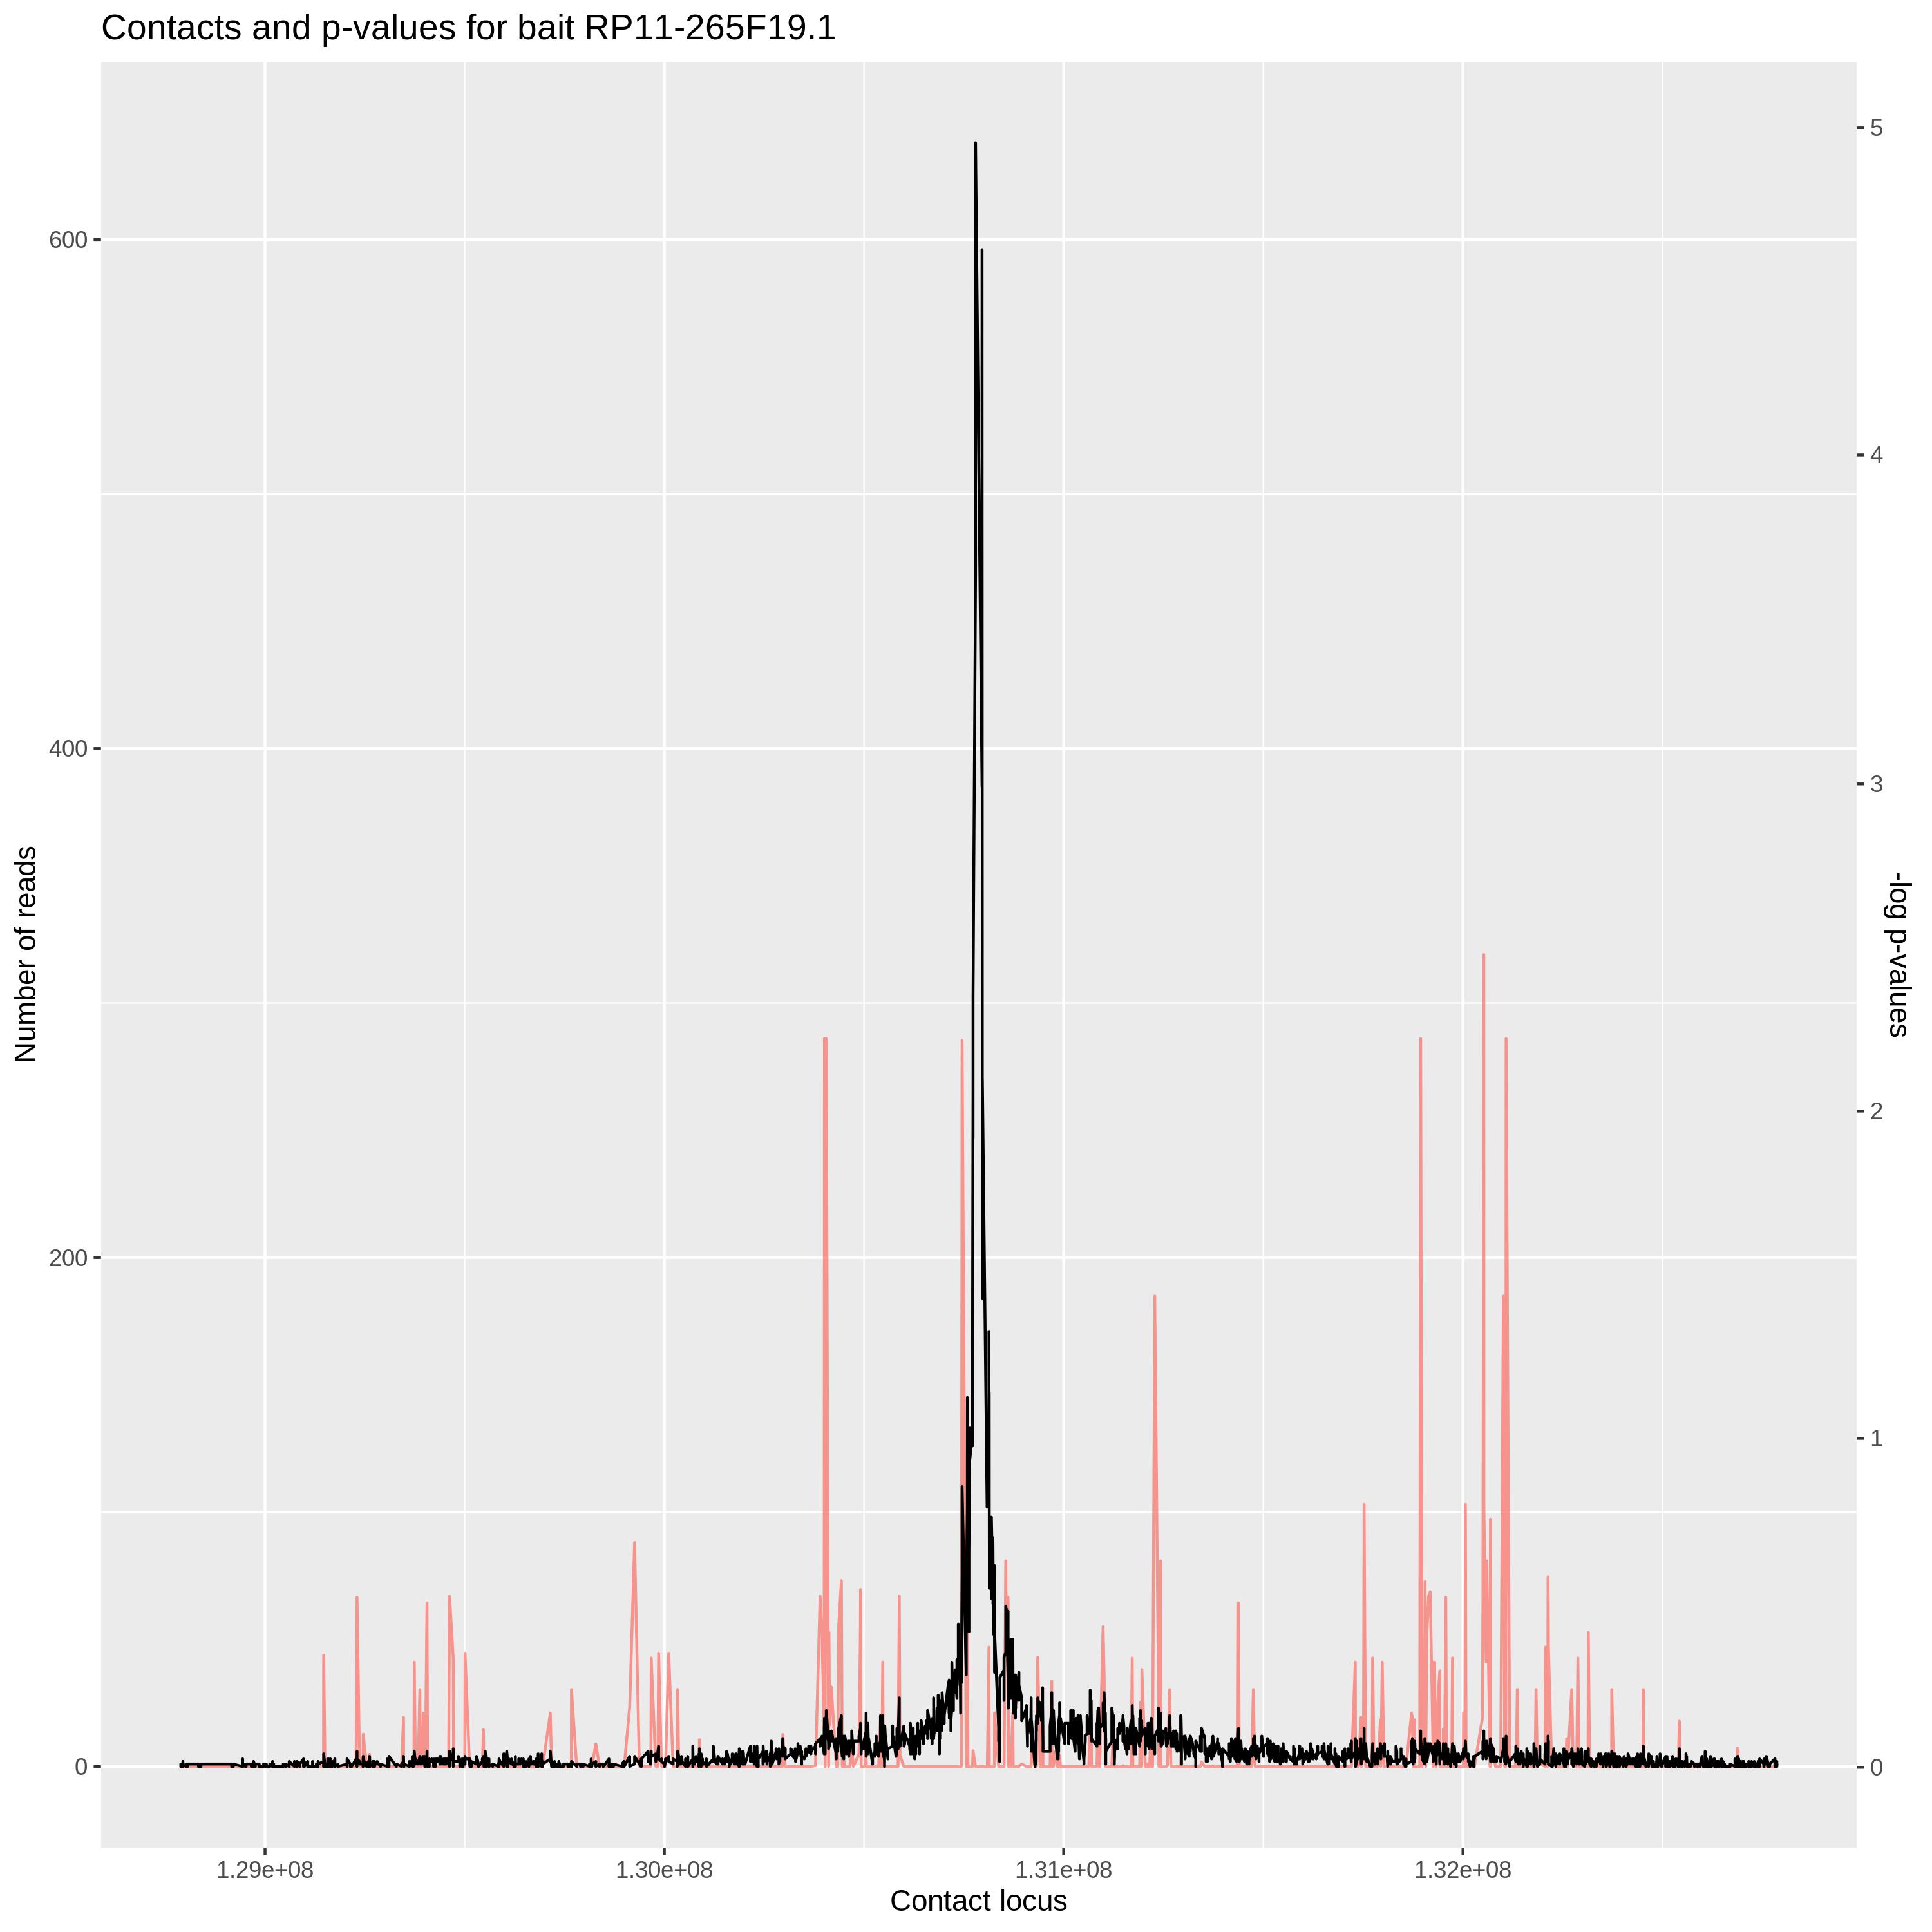 Contacts and p-values for bait RP11-265F19.1
Number of reads
600
400
200
0
5
4
3
2
1
0
-log p-values
1.29e+08
1.30e+08
1.31e+08
1.32e+08
Contact locus